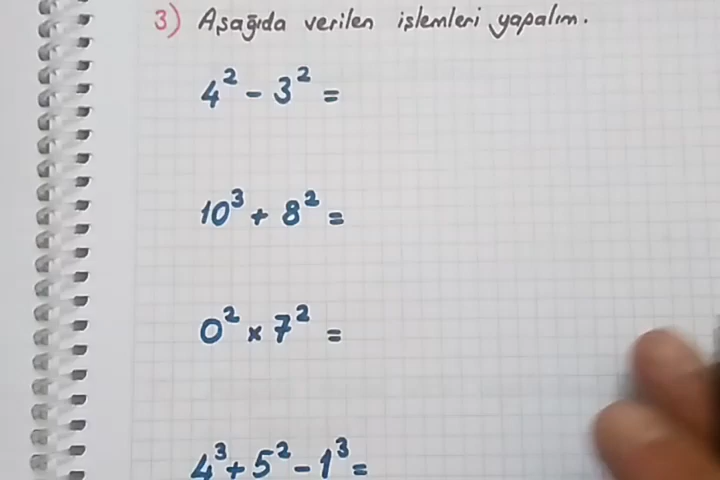 3) Aşağıda verilen işlemleri yapalım.
4² - 3² =
10³ + 8² =
0² x 7² =
4³ + 5² - 1³ =